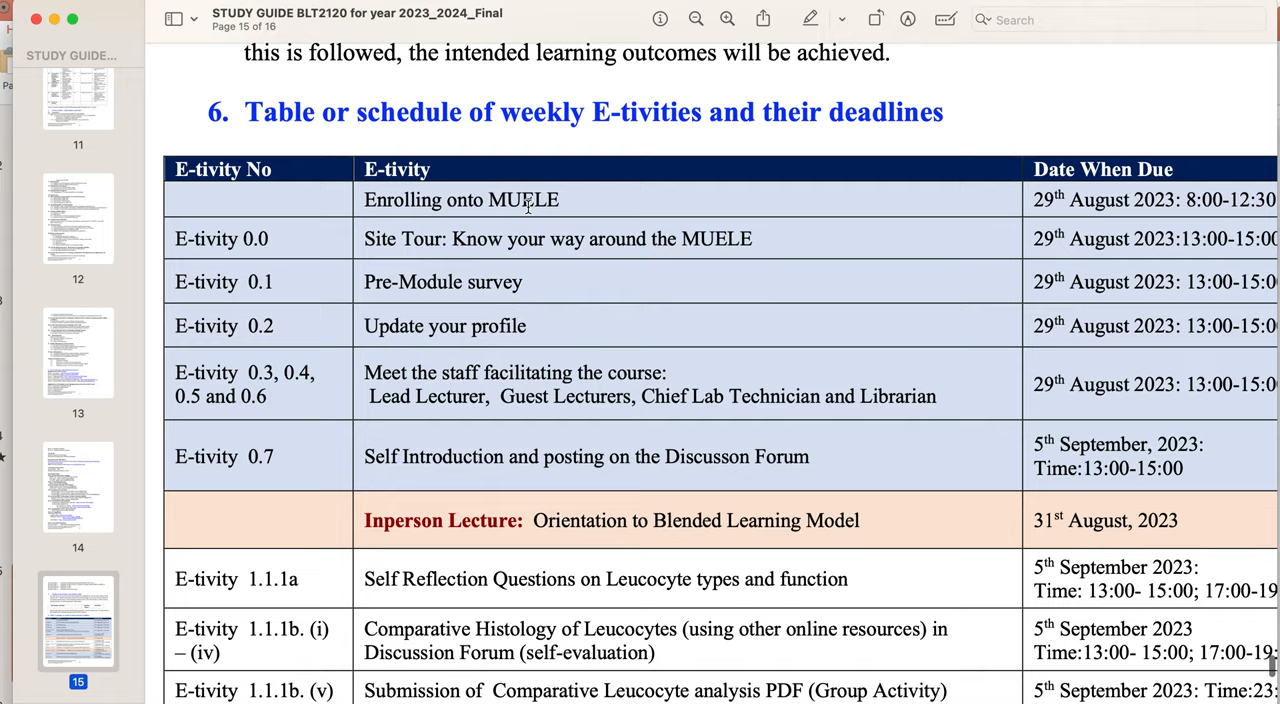 STUDY GUIDE BLT2120 for year 2023_2024_Final
Page 15 of 16
Search
STUDY GUIDE...
11
12
13
14
15
this is followed, the intended learning outcomes will be achieved.
6. Table or schedule of weekly E-tivities and their deadlines
E-tivity No E-tivity Date When Due
Enrolling onto MUELE 29th August 2023: 8:00-12:30
E-tivity 0.0 Site Tour: Know your way around the MUELE 29th August 2023:13:00-15:00
E-tivity 0.1 Pre-Module survey 29th August 2023: 13:00-15:0
E-tivity 0.2 Update your profile 29th August 2023: 13:00-15:0
E-tivity 0.3, 0.4, Meet the staff facilitating the course:
0.5 and 0.6 Lead Lecturer, Guest Lecturers, Chief Lab Technician and Librarian 29th August 2023: 13:00-15:0
E-tivity 0.7 Self Introduction and posting on the Discusson Forum 5th September, 2023:
Time:13:00-15:00
Inperson Lecture: Orientation to Blended Learning Model 31st August, 2023
E-tivity 1.1.1a Self Reflection Questions on Leucocyte types and function 5th September 2023:
Time: 13:00- 15:00; 17:00-19
E-tivity 1.1.1b. (i) Comparative Histology of Leucocytes (using one online resources) in 5th September 2023
– (iv) Discussion Forum (self-evaluation) Time:13:00- 15:00; 17:00-19:
E-tivity 1.1.1b. (v) Submission of Comparative Leucocyte analysis PDF (Group Activity) 5th September 2023: Time:23: